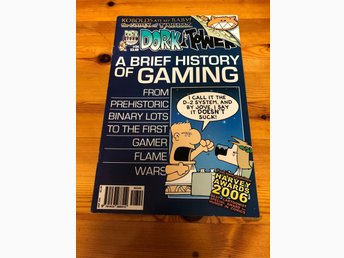 KOBOLDS ATE MY BABY!
DORK TOWER
A BRIEF HISTORY
OF GAMING
FROM
PREHISTORIC
BINARY LOTS
TO THE FIRST
GAMER
FLAME
WARS
I CALL IT THE
D-2 SYSTEM, AND
BY JOVE, I SAY
IT DOESN'T
SUCK!
HARVEY
AWARDS
2006